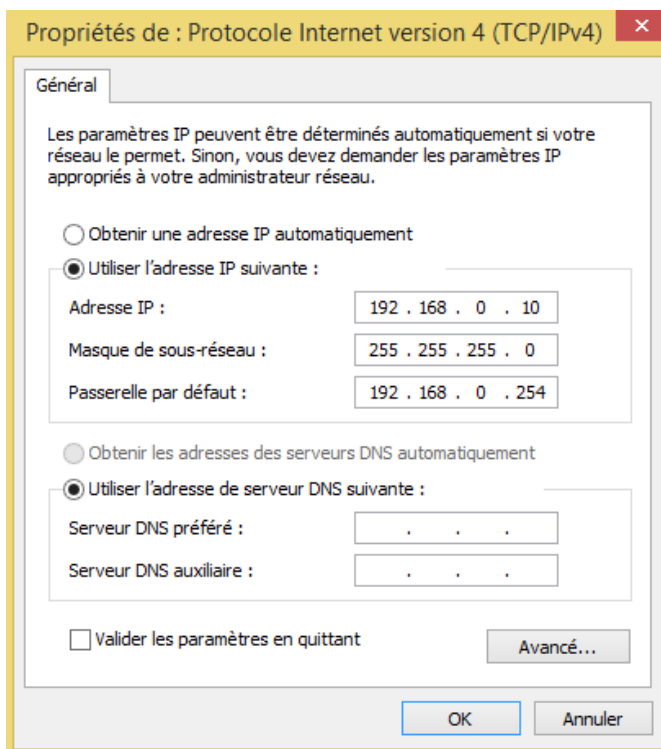 Propriétés de : Protocole Internet version 4 (TCP/IPv4)
Général
Les paramètres IP peuvent être déterminés automatiquement si votre
réseau le permet. Sinon, vous devez demander les paramètres IP
appropriés à votre administrateur réseau.
Obtenir une adresse IP automatiquement
Utiliser l'adresse IP suivante :
Adresse IP : 192 . 168 . 0 . 10
Masque de sous-réseau : 255 . 255 . 255 . 0
Passerelle par défaut : 192 . 168 . 0 . 254
Obtenir les adresses des serveurs DNS automatiquement
Utiliser l'adresse de serveur DNS suivante :
Serveur DNS préféré : . . .
Serveur DNS auxiliaire : . . .
Valider les paramètres en quittant Avancé...
OK Annuler